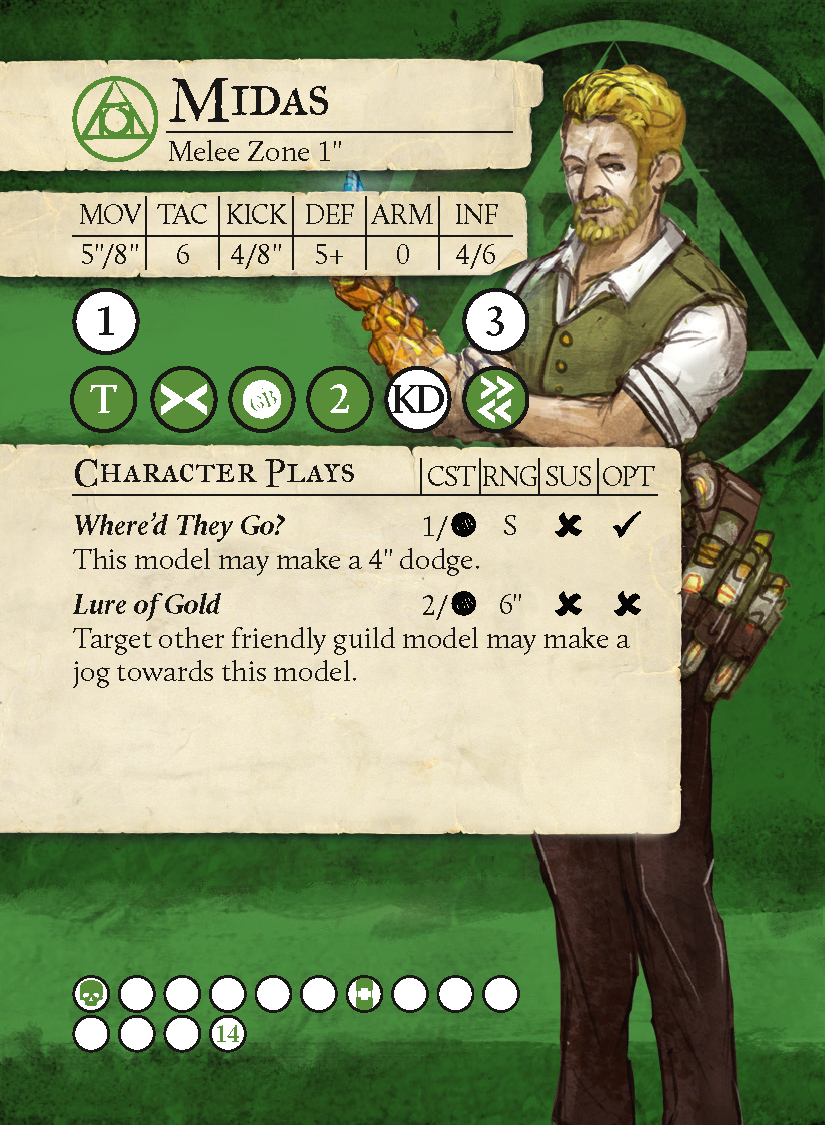 MIDAS
Melee Zone 1"
MOV TAC KICK DEF ARM INF
5"/8" 6 4/8" 5+ 0 4/6
1 3
T GB 2 KD
CHARACTER PLAYS CST RNG SUS OPT
Where'd They Go? 1/GB S ✘ ✓
This model may make a 4" dodge.
Lure of Gold 2/GB 6" ✘ ✘
Target other friendly guild model may make a
jog towards this model.
14